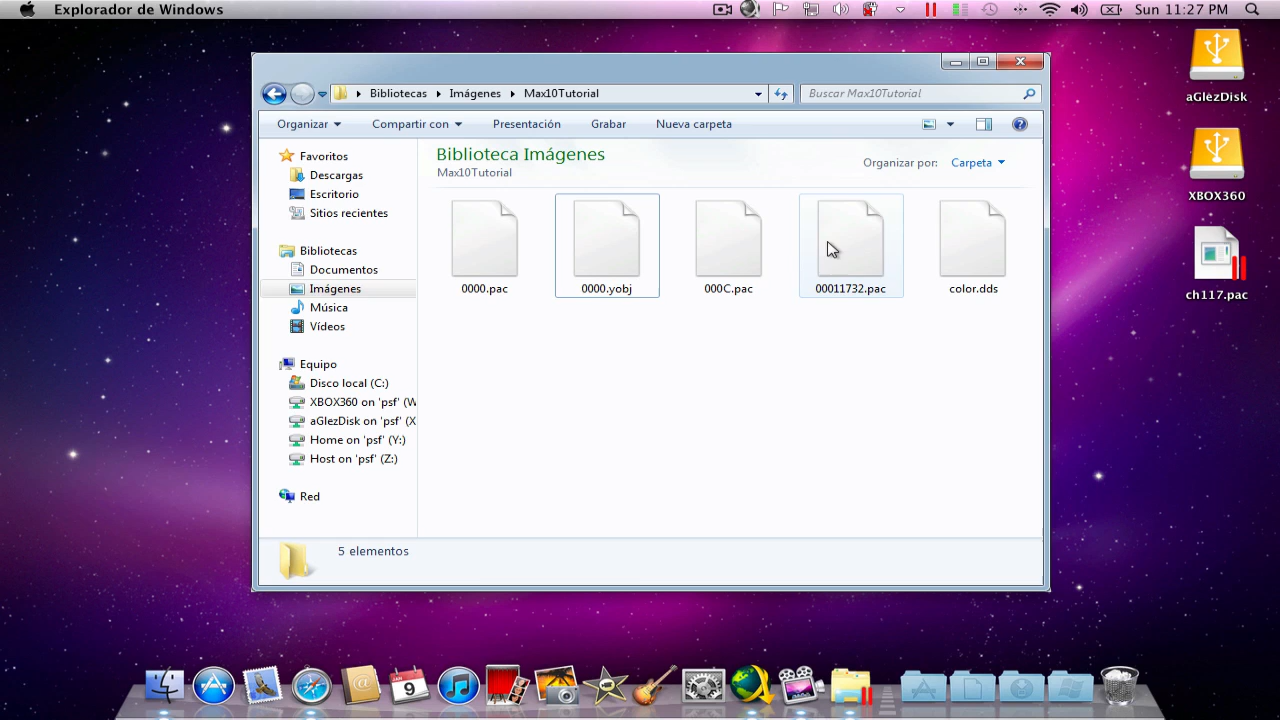 Explorador de Windows
Sun 11:27 PM
Bibliotecas Imágenes Max10Tutorial
Buscar Max10Tutorial
Organizar Compartir con Presentación Grabar Nueva carpeta
Favoritos
Descargas
Escritorio
Sitios recientes
Bibliotecas
Documentos
Imágenes
Música
Vídeos
Equipo
Disco local (C:)
XBOX360 on 'psf' (W
aGlezDisk on 'psf' (X
Home on 'psf' (Y:)
Host on 'psf' (Z:)
Red
Biblioteca Imágenes
Max10Tutorial
Organizar por: Carpeta
0000.pac 0000.yobj 000C.pac 00011732.pac color.dds
5 elementos
aGlezDisk
XBOX360
ch117.pac
JAN
9